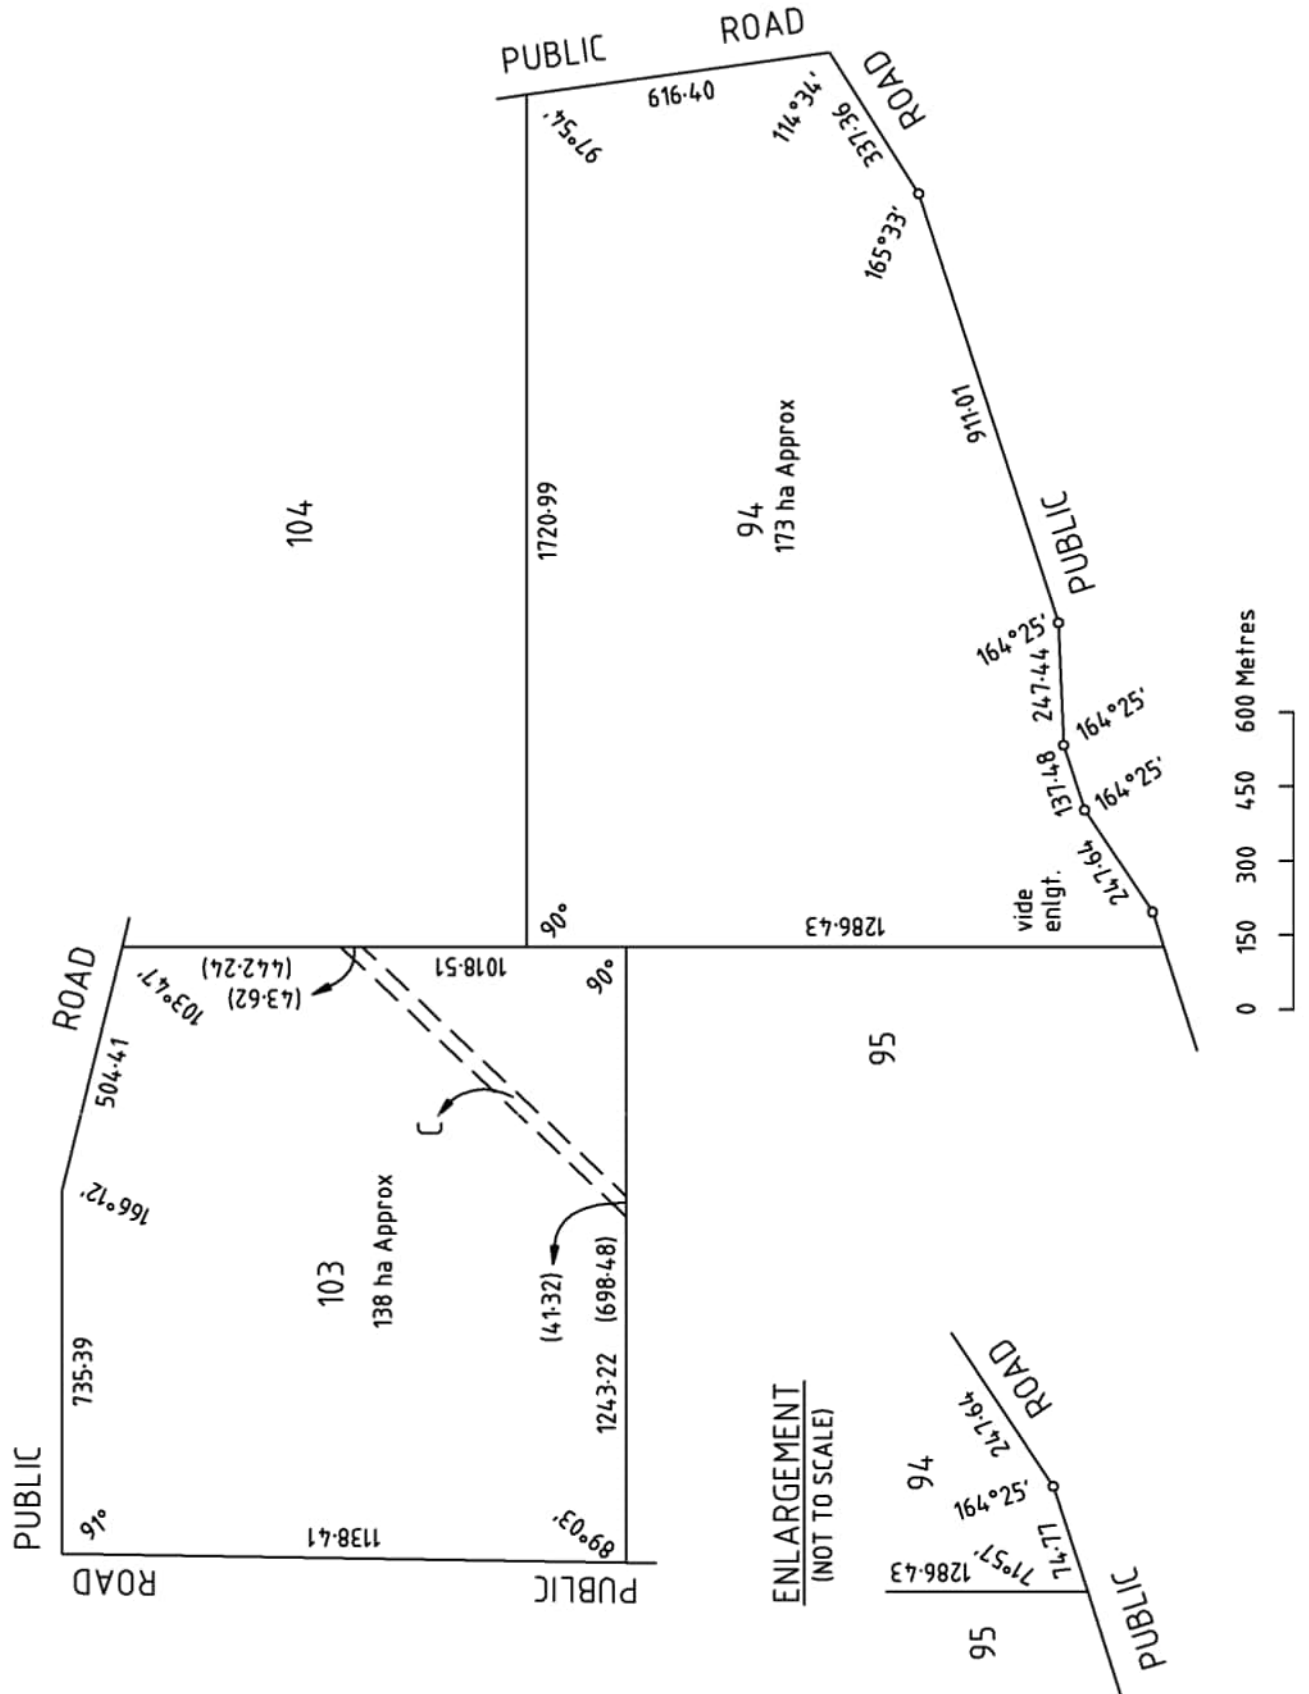 PUBLIC
ROAD
616·40
97°54'
114°34'
ROAD
337·36
165°33'
104
1720·99
94
173 ha Approx
911·01
PUBLIC
164°25'
247·44
164°25'
137·48
164°25'
247·64
vide
enlgt.
90°
1286·43
ROAD
504·41
103°47'
(442·24)
(43·62)
1018·51
90°
95
C
166°12'
103
138 ha Approx
735·39
(41·32)
(698·48)
1243·22
PUBLIC
91°
ROAD
1138·41
89°03'
PUBLIC
0 150 300 450 600 Metres
ENLARGEMENT
(NOT TO SCALE)
94
247·64
ROAD
164°25'
1286·43
71°57'
74·77
95
PUBLIC